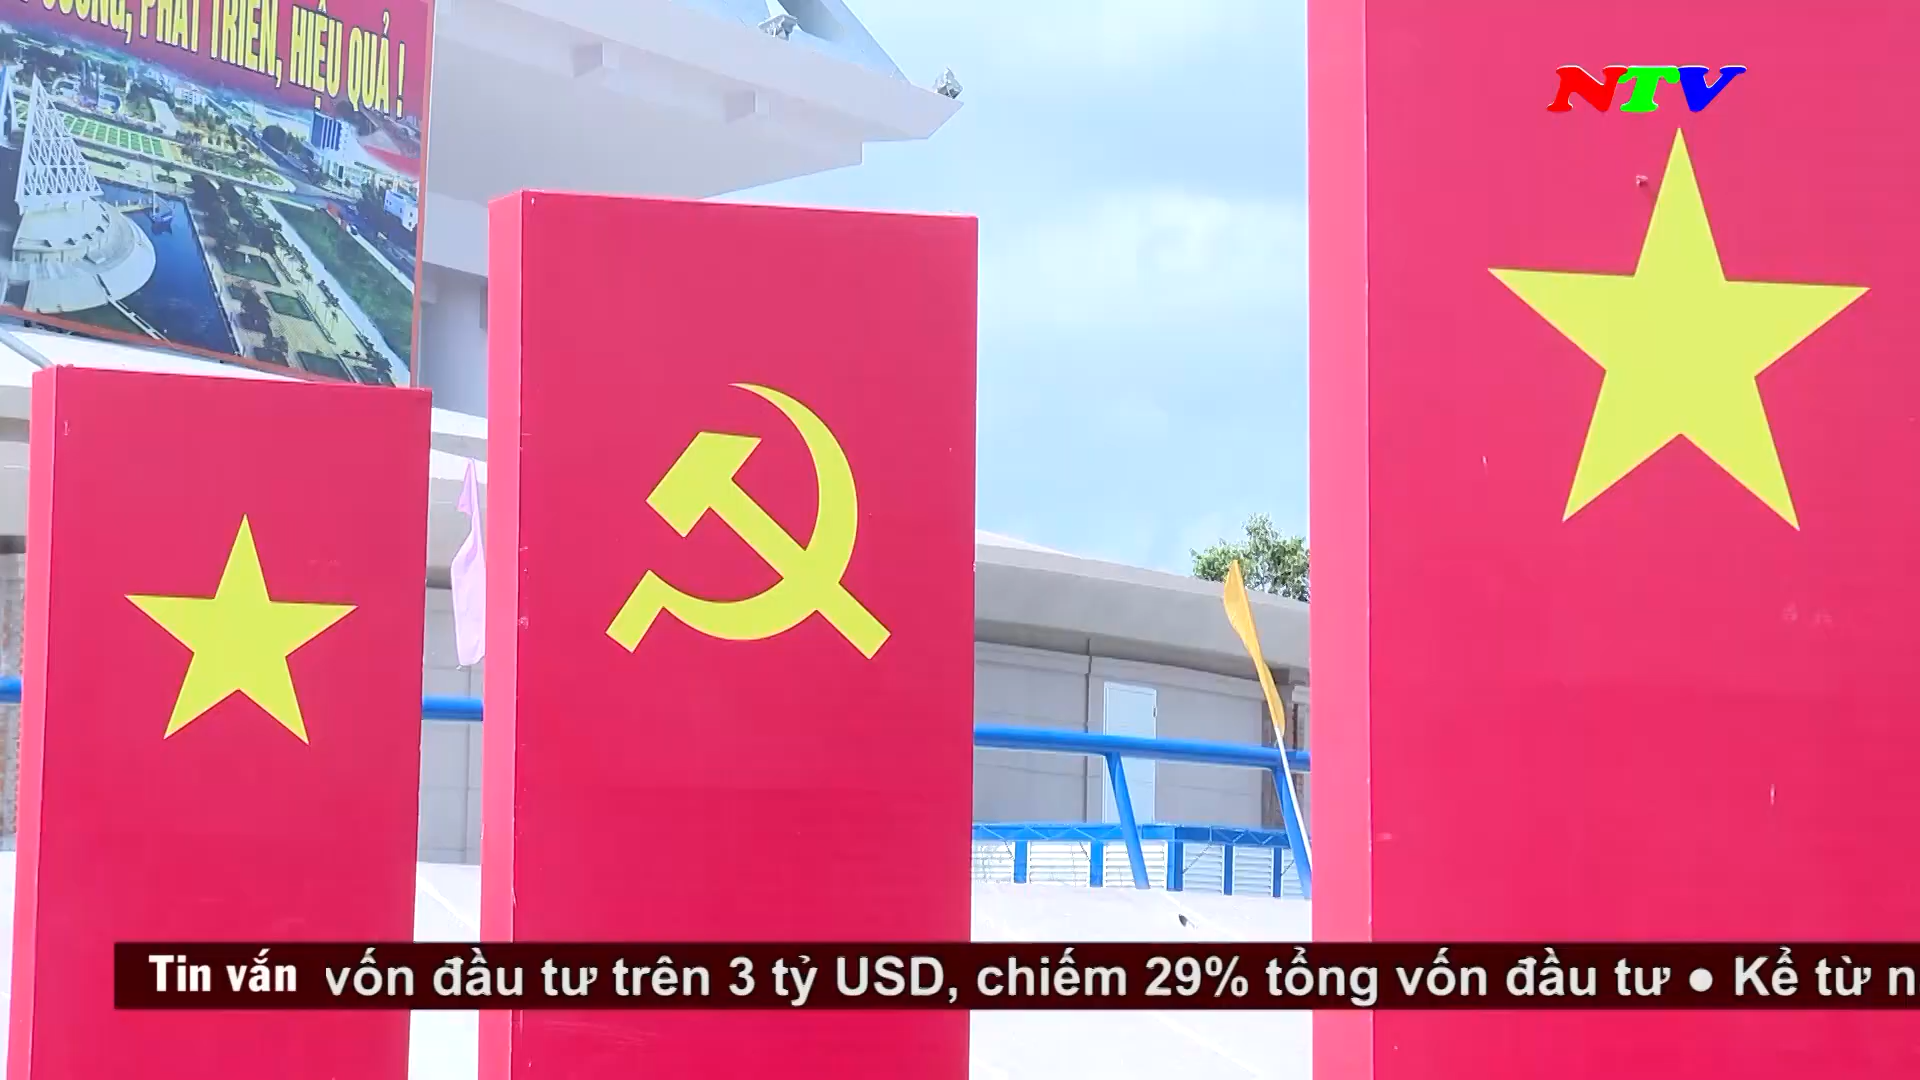 PHÁT TRIỂN, HIỆU QUẢ !
NTV
Tin vắn vốn đầu tư trên 3 tỷ USD, chiếm 29% tổng vốn đầu tư ● Kể từ n